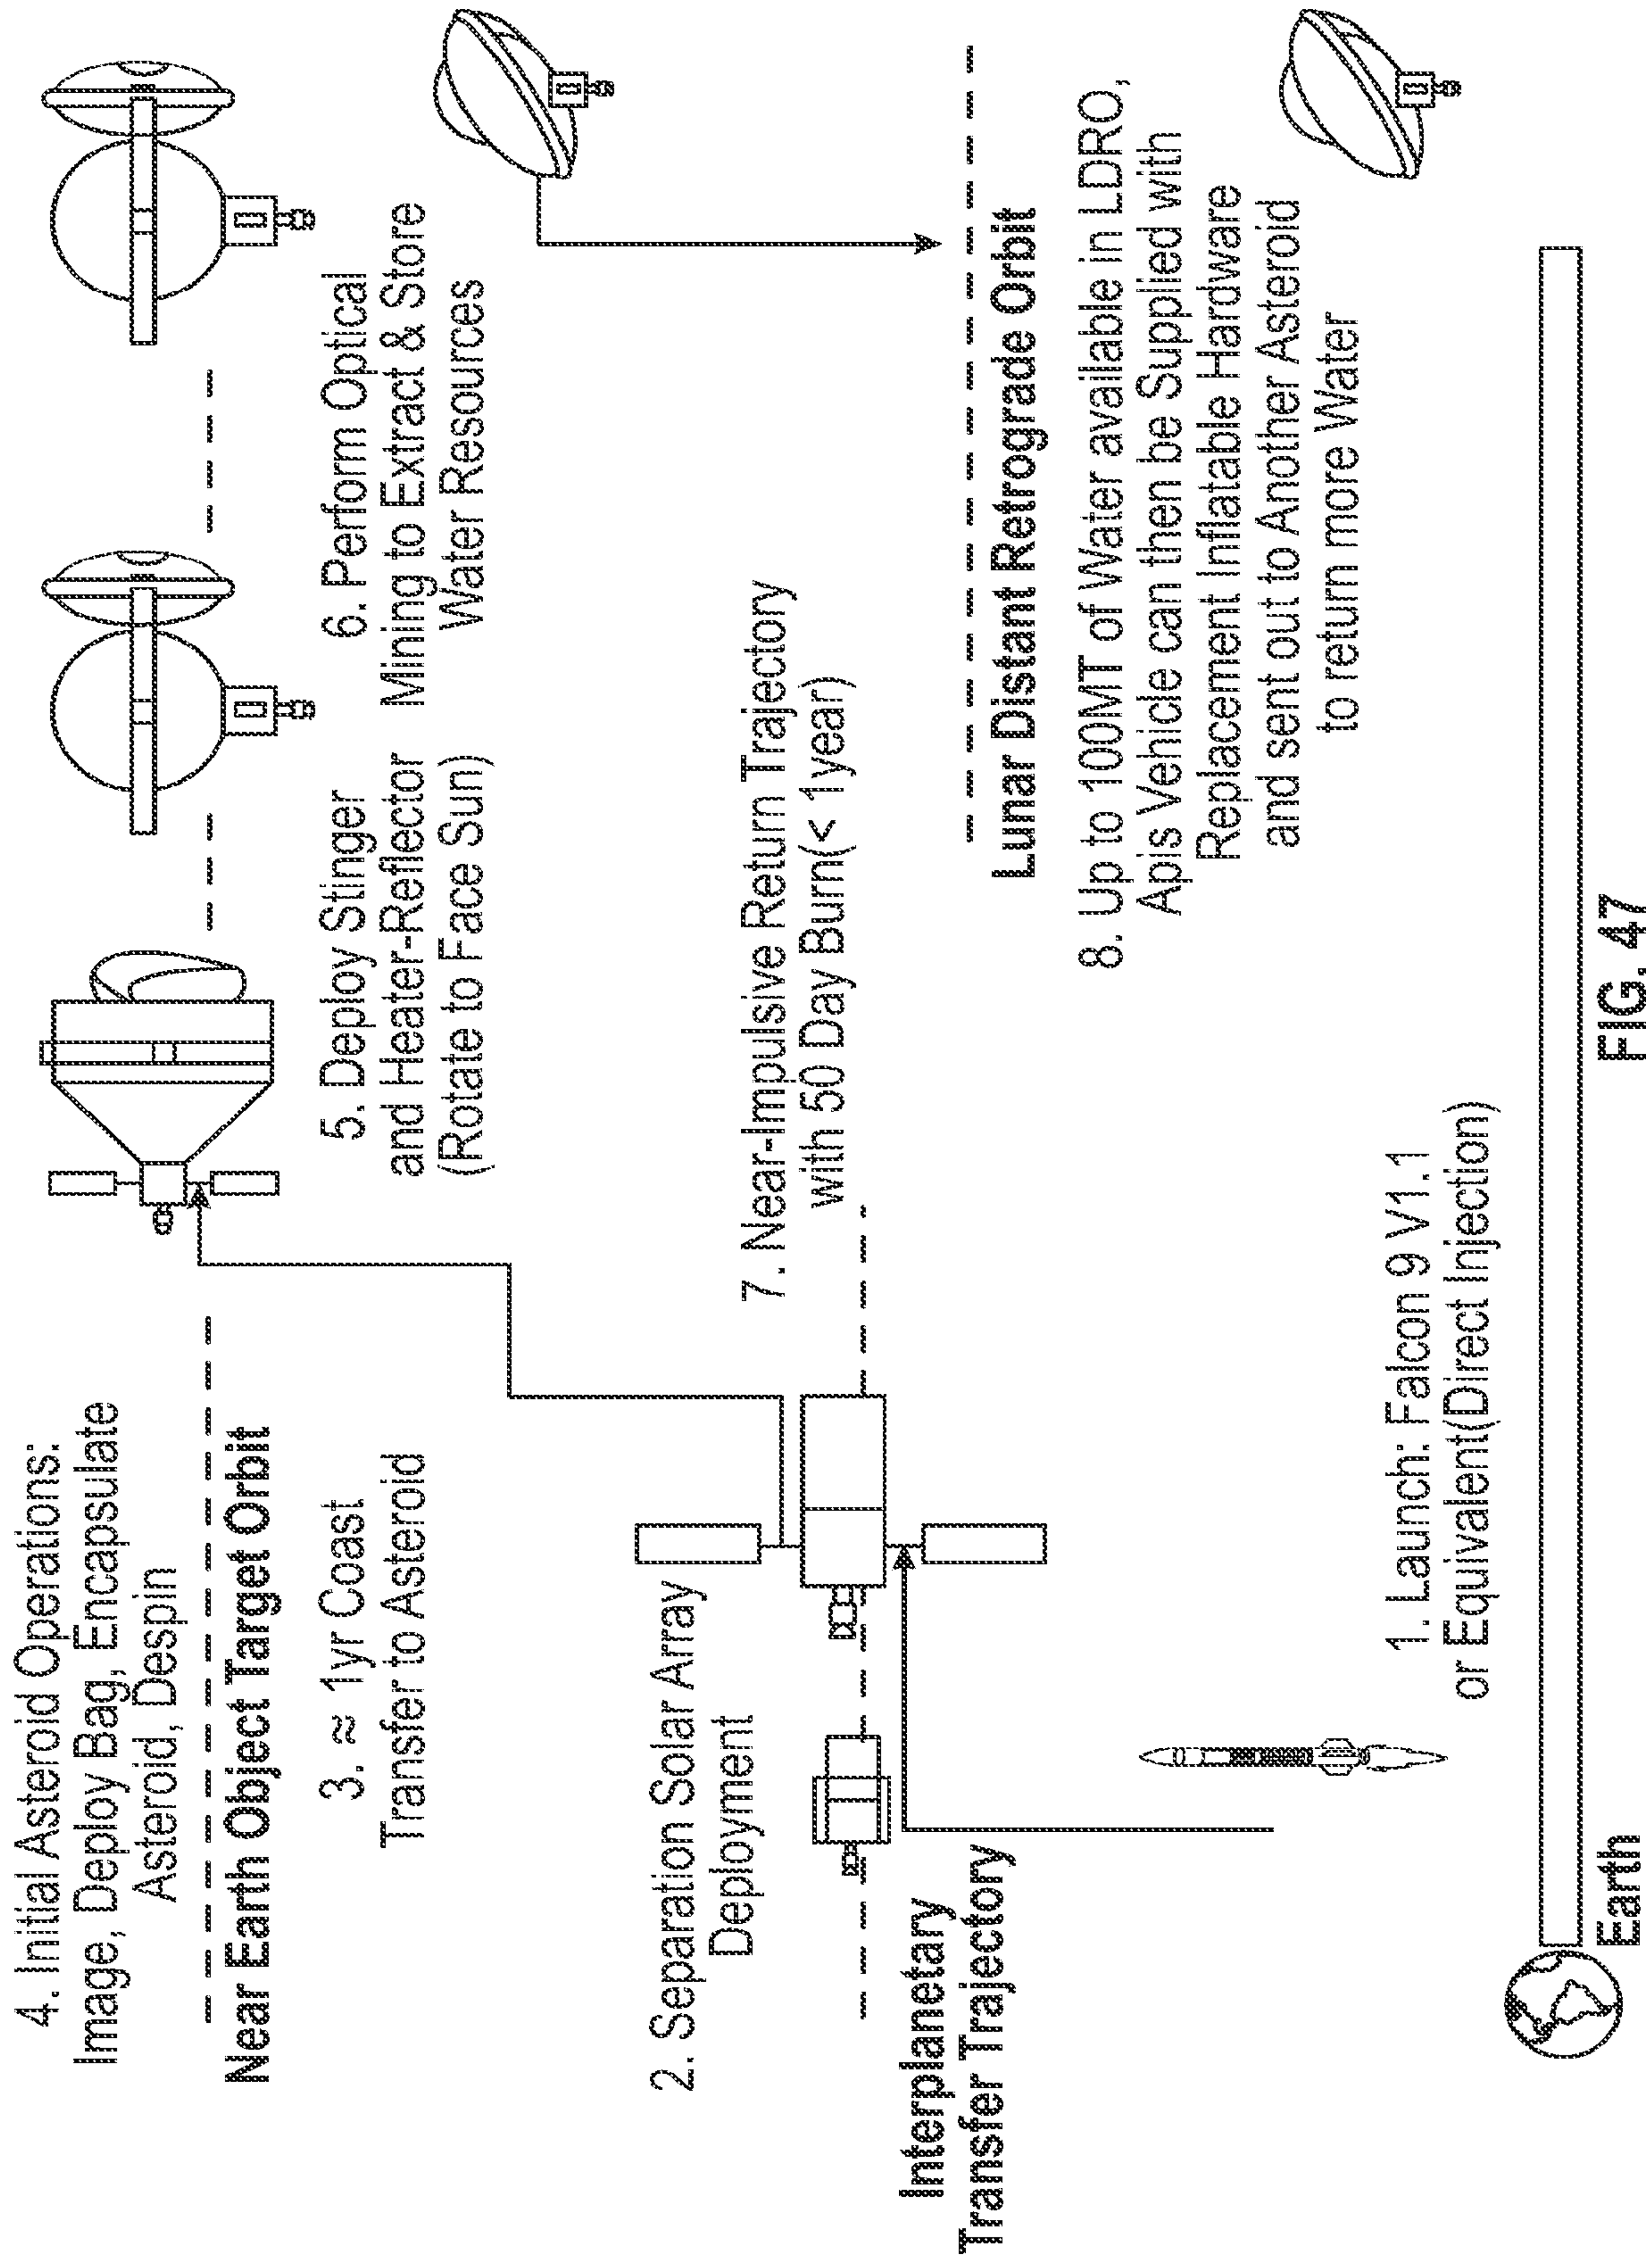 4. Initial Asteroid Operations:
Image, Deploy Bag, Encapsulate
Asteroid, Despin
Near Earth Object Target Orbit
3. ≈ 1yr Coast
Transfer to Asteroid
5. Deploy Stinger
and Heater-Reflector
(Rotate to Face Sun)
6. Perform Optical
Mining to Extract & Store
Water Resources
2. Separation Solar Array
Deployment
7. Near-Impulsive Return Trajectory
with 50 Day Burn(< 1year)
Interplanetary
Transfer Trajectory
Lunar Distant Retrograde Orbit
8. Up to 100MT of Water available in LDRO,
Apis Vehicle can then be Supplied with
Replacement Inflatable Hardware
and sent out to Another Asteroid
to return more Water
1. Launch: Falcon 9 V1.1
or Equivalent(Direct Injection)
Earth
FIG. 47